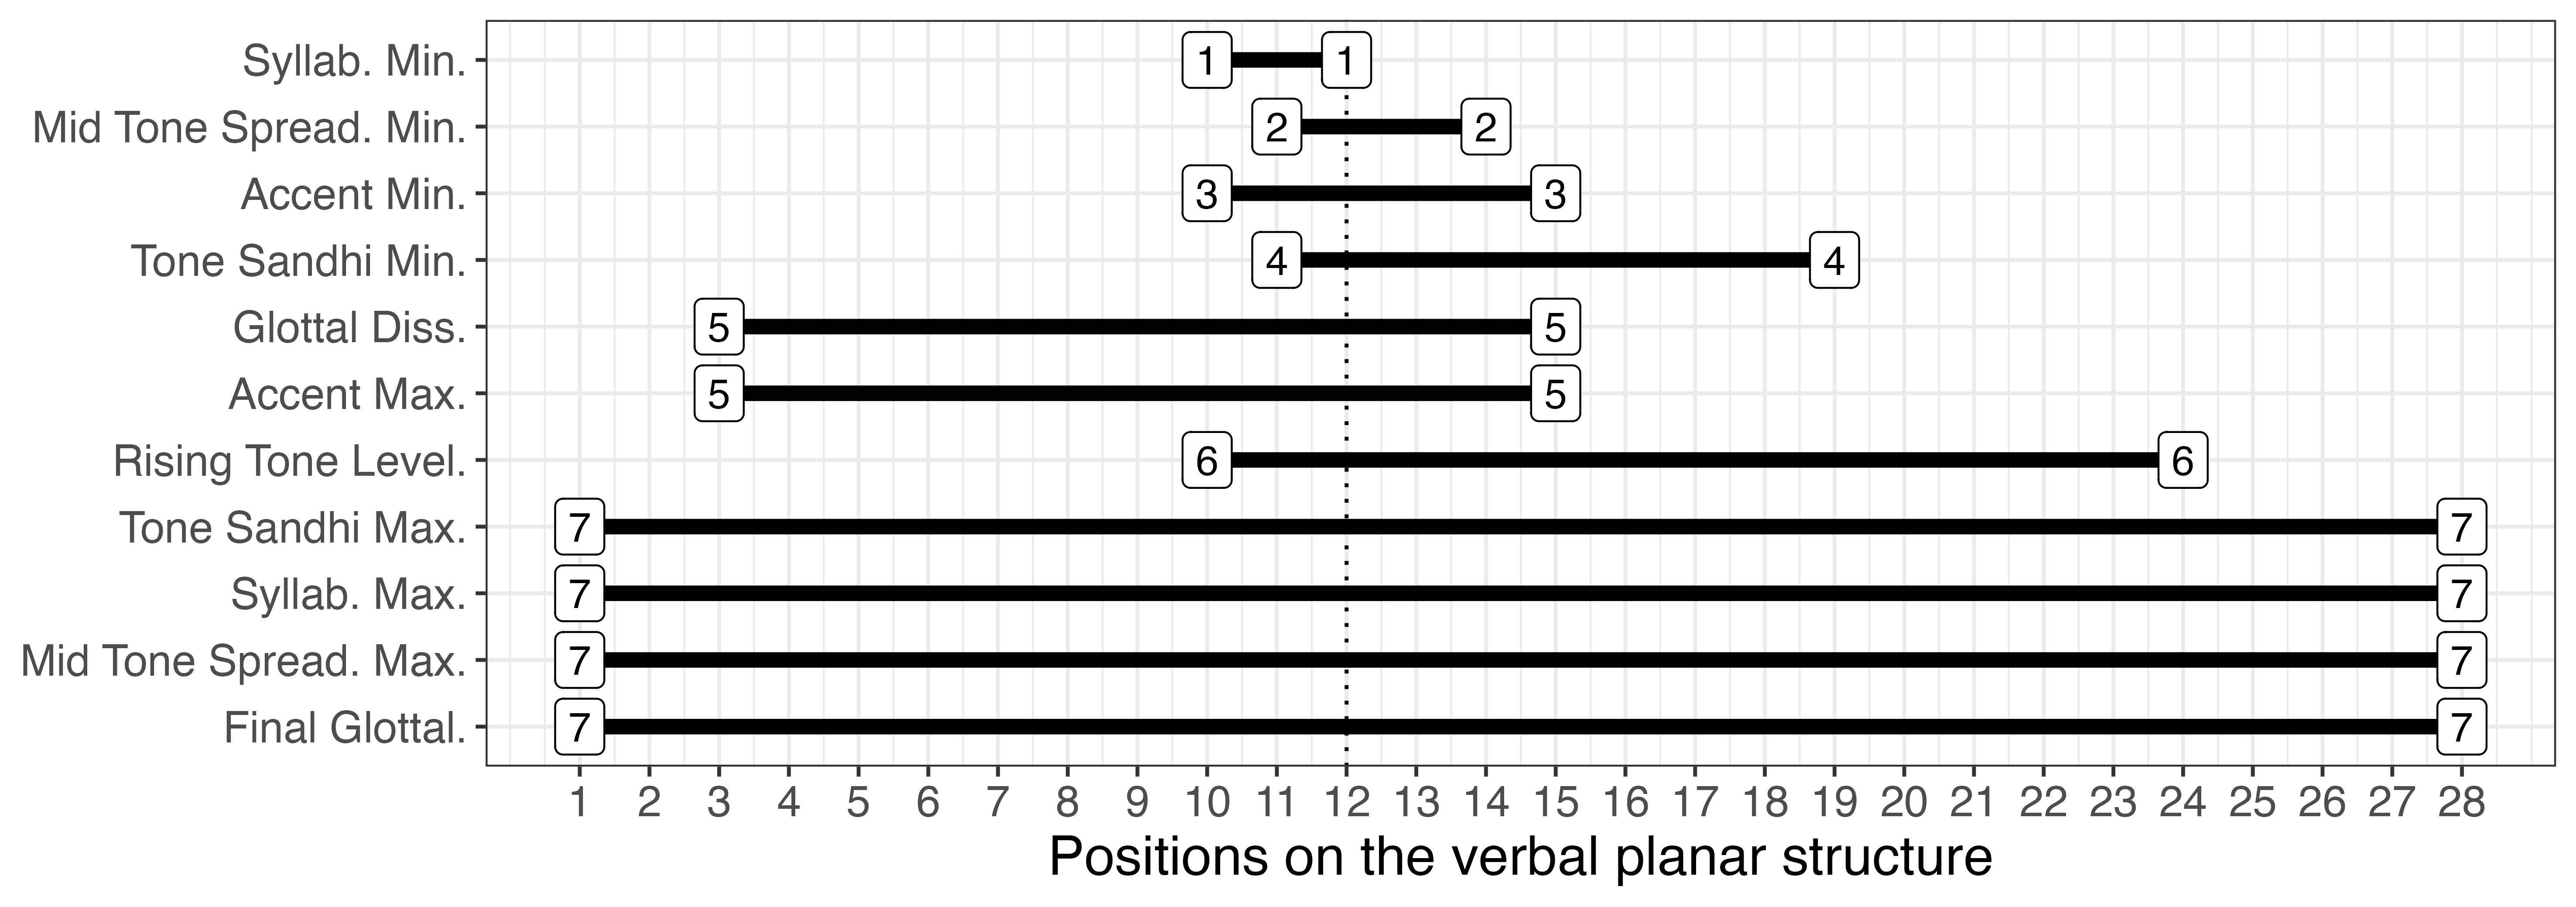 Syllab. Min. 1 1
Mid Tone Spread. Min. 2 2
Accent Min. 3 3
Tone Sandhi Min. 4 4
Glottal Diss. 5 5
Accent Max. 5 5
Rising Tone Level. 6 6
Tone Sandhi Max. 7 7
Syllab. Max. 7 7
Mid Tone Spread. Max. 7 7
Final Glottal. 7 7
1 2 3 4 5 6 7 8 9 10 11 12 13 14 15 16 17 18 19 20 21 22 23 24 25 26 27 28
Positions on the verbal planar structure